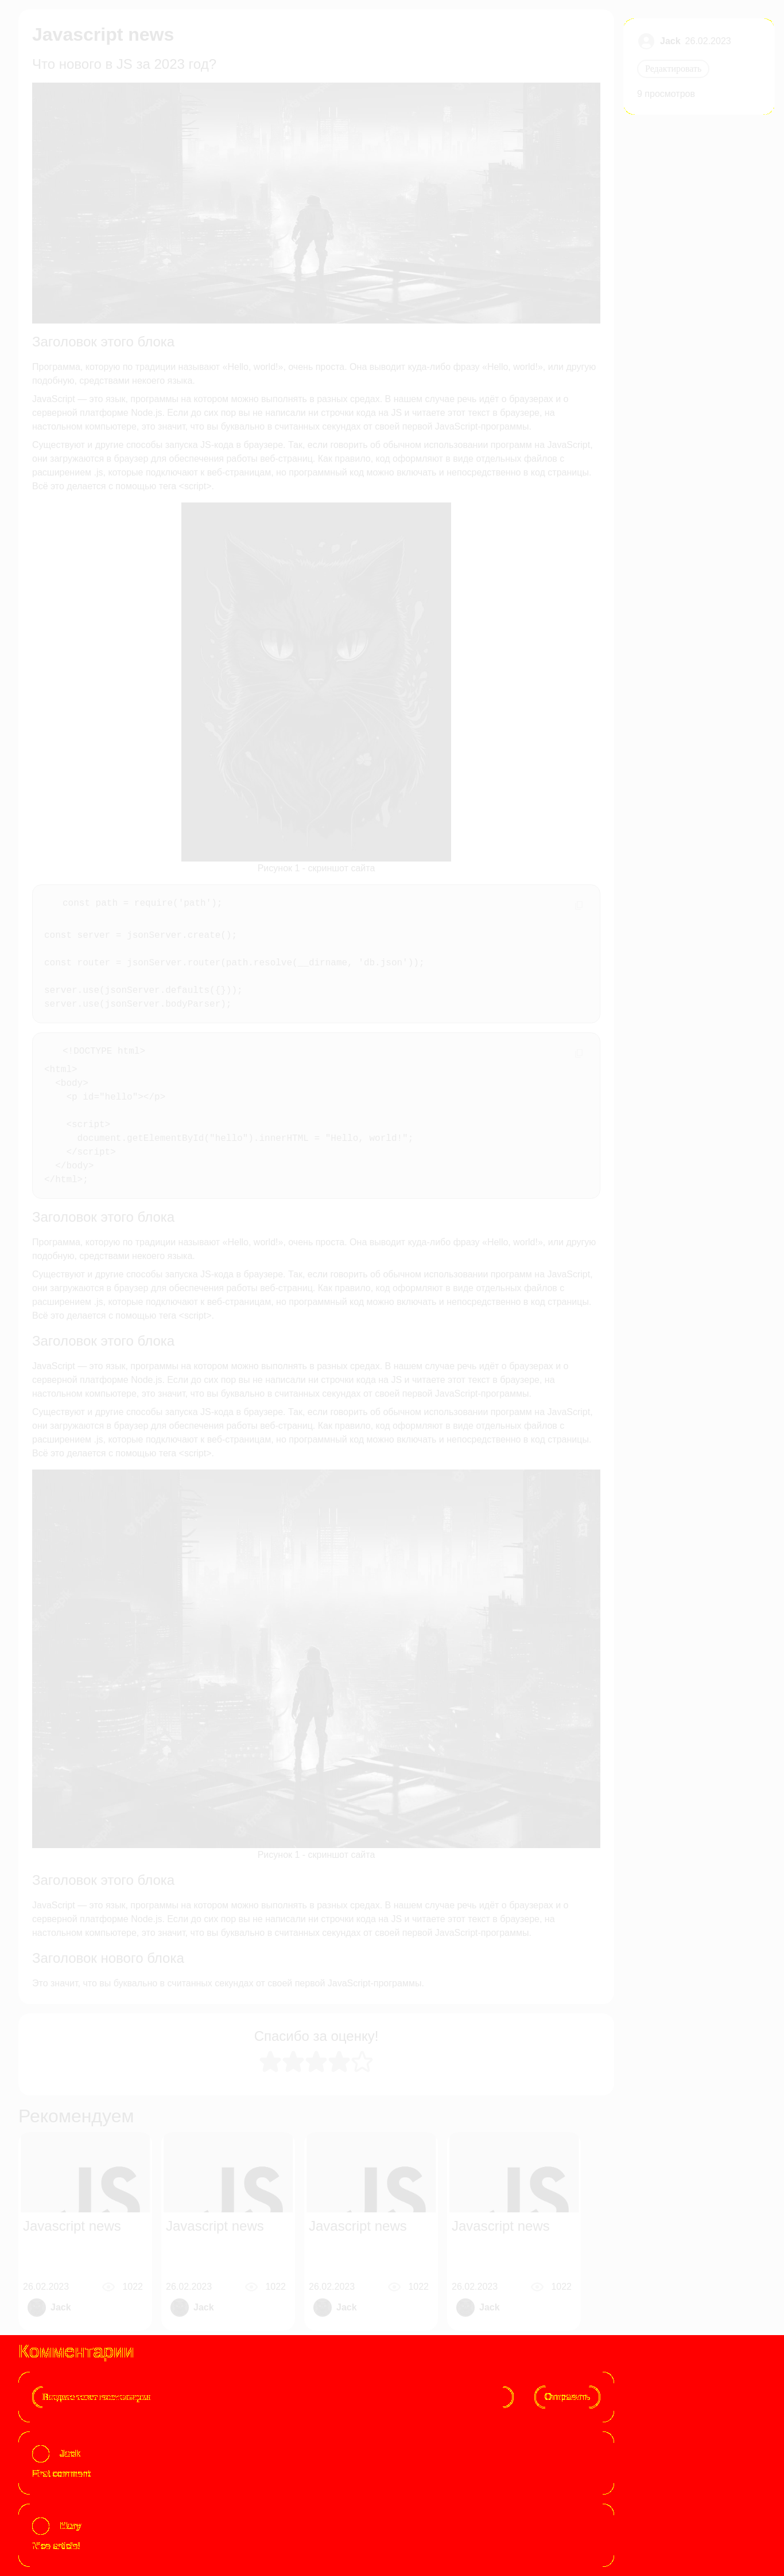 Javascript news
Что нового в JS за 2023 год?
Jack 26.02.2023
Редактировать
9 просмотров
Заголовок этого блока
Программа, которую по традиции называют «Hello, world!», очень проста. Она выводит куда-либо фразу «Hello, world!», или другую
подобную, средствами некоего языка.
JavaScript — это язык, программы на котором можно выполнять в разных средах. В нашем случае речь идёт о браузерах и о
серверной платформе Node.js. Если до сих пор вы не написали ни строчки кода на JS и читаете этот текст в браузере, на
настольном компьютере, это значит, что вы буквально в считанных секундах от своей первой JavaScript-программы.
Существуют и другие способы запуска JS-кода в браузере. Так, если говорить об обычном использовании программ на JavaScript,
они загружаются в браузер для обеспечения работы веб-страниц. Как правило, код оформляют в виде отдельных файлов с
расширением .js, которые подключают к веб-страницам, но программный код можно включать и непосредственно в код страницы.
Всё это делается с помощью тега <script>.
Рисунок 1 - скриншот сайта
const path = require('path');
const server = jsonServer.create();
const router = jsonServer.router(path.resolve(__dirname, 'db.json'));
server.use(jsonServer.defaults({}));
server.use(jsonServer.bodyParser);
<!DOCTYPE html>
<html>
<body>
<p id="hello"></p>
<script>
document.getElementById("hello").innerHTML = "Hello, world!";
</script>
</body>
</html>;
Заголовок этого блока
Программа, которую по традиции называют «Hello, world!», очень проста. Она выводит куда-либо фразу «Hello, world!», или другую
подобную, средствами некоего языка.
Существуют и другие способы запуска JS-кода в браузере. Так, если говорить об обычном использовании программ на JavaScript,
они загружаются в браузер для обеспечения работы веб-страниц. Как правило, код оформляют в виде отдельных файлов с
расширением .js, которые подключают к веб-страницам, но программный код можно включать и непосредственно в код страницы.
Всё это делается с помощью тега <script>.
Заголовок этого блока
JavaScript — это язык, программы на котором можно выполнять в разных средах. В нашем случае речь идёт о браузерах и о
серверной платформе Node.js. Если до сих пор вы не написали ни строчки кода на JS и читаете этот текст в браузере, на
настольном компьютере, это значит, что вы буквально в считанных секундах от своей первой JavaScript-программы.
Существуют и другие способы запуска JS-кода в браузере. Так, если говорить об обычном использовании программ на JavaScript,
они загружаются в браузер для обеспечения работы веб-страниц. Как правило, код оформляют в виде отдельных файлов с
расширением .js, которые подключают к веб-страницам, но программный код можно включать и непосредственно в код страницы.
Всё это делается с помощью тега <script>.
Рисунок 1 - скриншот сайта
Заголовок этого блока
JavaScript — это язык, программы на котором можно выполнять в разных средах. В нашем случае речь идёт о браузерах и о
серверной платформе Node.js. Если до сих пор вы не написали ни строчки кода на JS и читаете этот текст в браузере, на
настольном компьютере, это значит, что вы буквально в считанных секундах от своей первой JavaScript-программы.
Заголовок нового блока
Это значит, что вы буквально в считанных секундах от своей первой JavaScript-программы.
Спасибо за оценку!
Рекомендуем
JS JS JS JS
Javascript news Javascript news Javascript news Javascript news
26.02.2023 1022 26.02.2023 1022 26.02.2023 1022 26.02.2023 1022
Jack Jack Jack Jack
Комментарии
Отправить
Jack
First comment
Mary